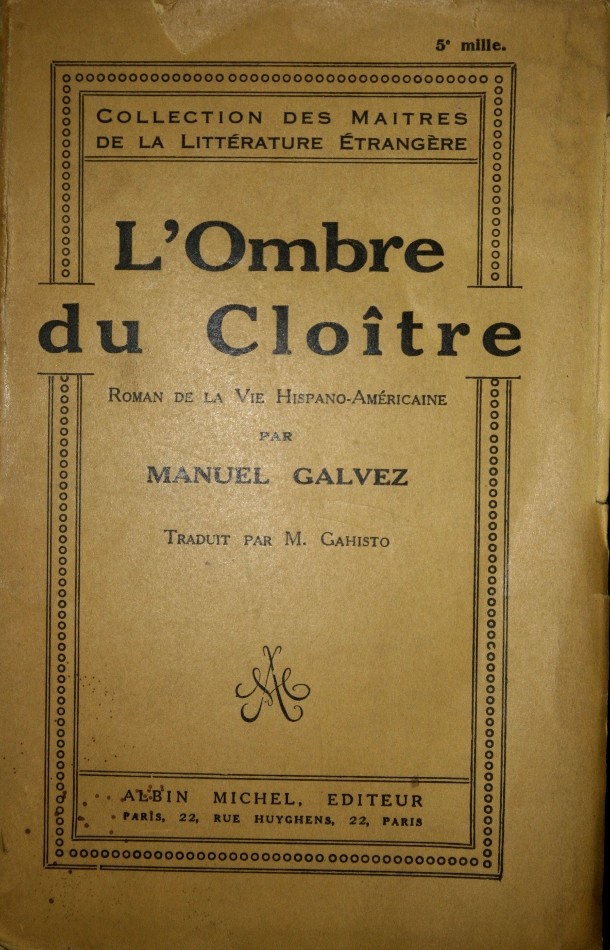 5e mille.
COLLECTION DES MAITRES
DE LA LITTÉRATURE ÉTRANGÈRE
L'Ombre
du Cloître
ROMAN DE LA VIE HISPANO-AMÉRICAINE
PAR
MANUEL GALVEZ
TRADUIT PAR M. GAHISTO
ALBIN MICHEL, EDITEUR
PARIS, 22, RUE HUYGHENS, 22, PARIS